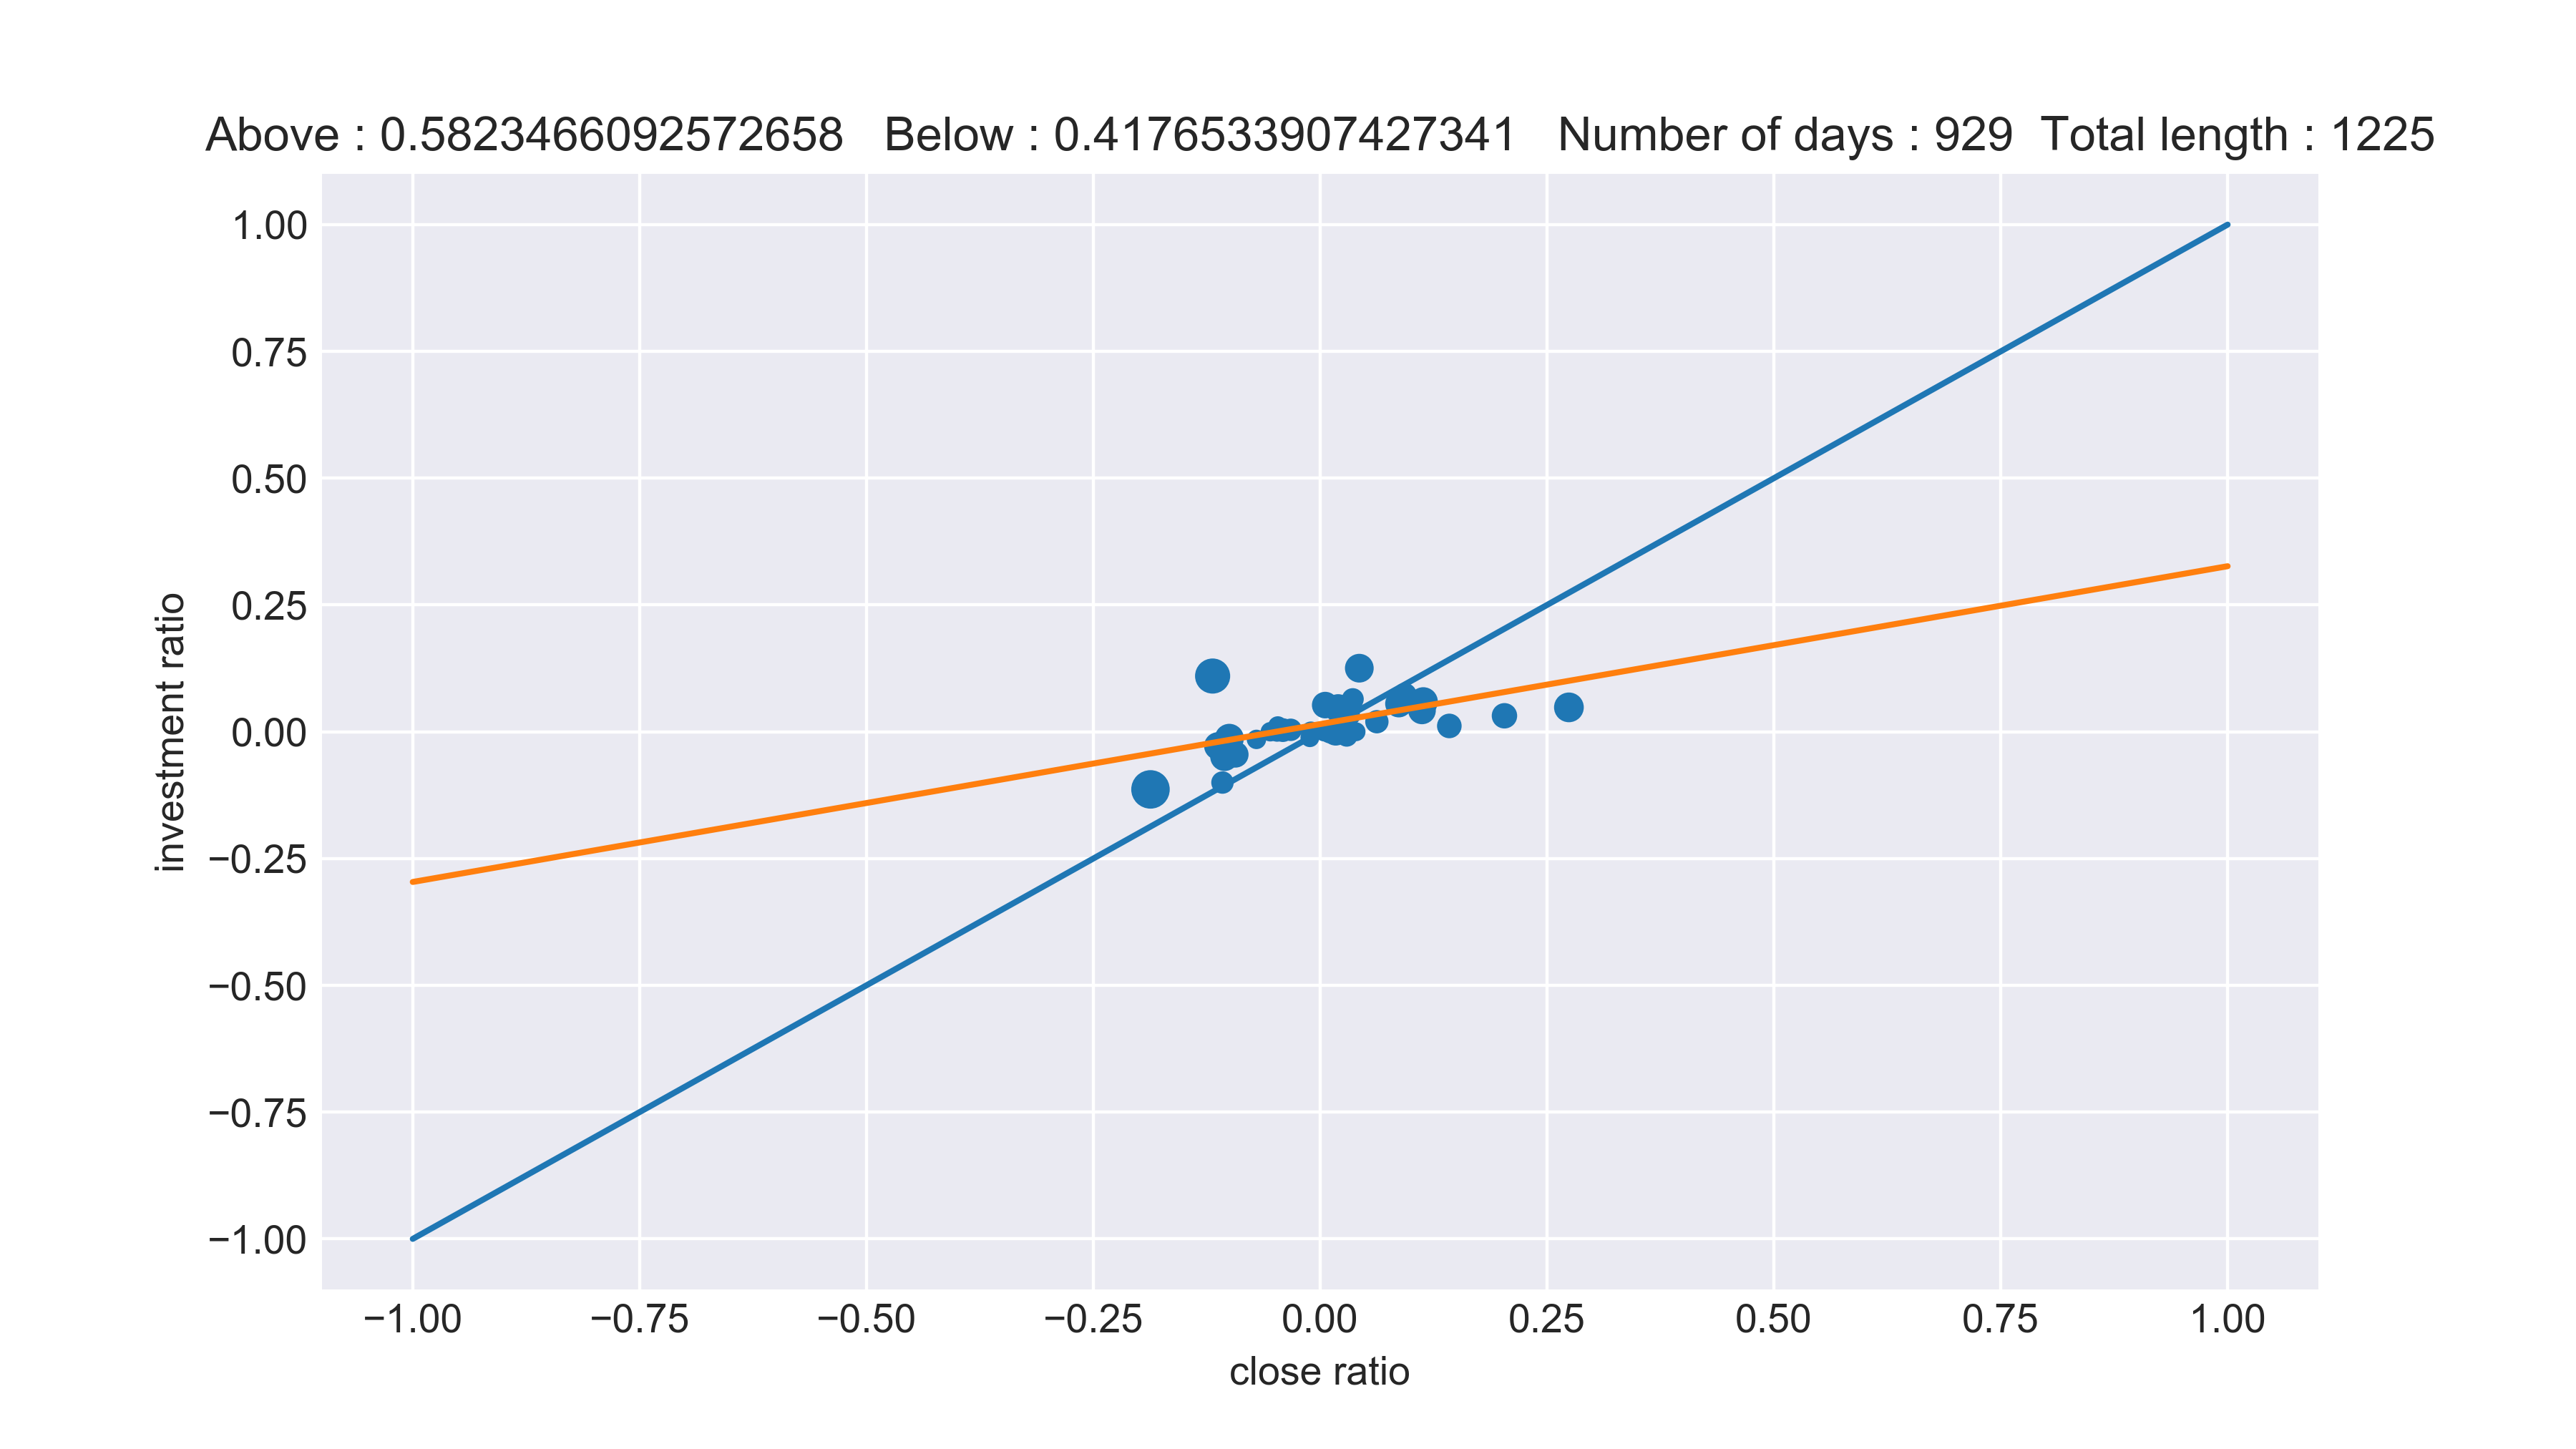 Above : 0.5823466092572658   Below : 0.4176533907427341   Number of days : 929  Total length : 1225
1.00
0.75
0.50
0.25
0.00
−0.25
−0.50
−0.75
−1.00
investment ratio
−1.00 −0.75 −0.50 −0.25 0.00 0.25 0.50 0.75 1.00
close ratio